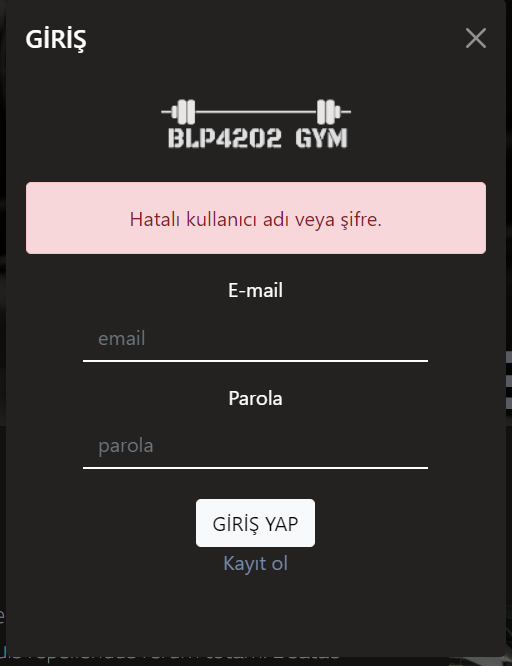 GİRİŞ
BLP4202 GYM
Hatalı kullanıcı adı veya şifre.
E-mail
email
Parola
parola
GİRİŞ YAP
Kayıt ol